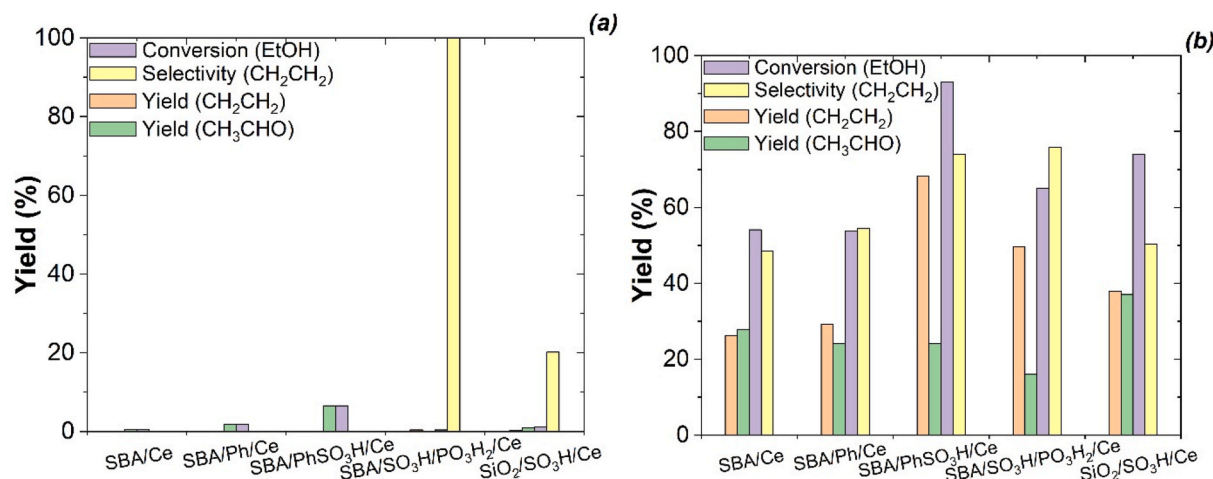 (a)
Conversion (EtOH)
Selectivity (CH₂CH₂)
Yield (CH₂CH₂)
Yield (CH₃CHO)
Yield (%)
100
80
60
40
20
0
SBA/Ce
SBA/Ph/Ce
SBA/PhSO₃H/Ce
SBA/SO₃H/PO₃H₂/Ce
SiO₂/SO₃H/Ce
(b)
Conversion (EtOH)
Selectivity (CH₂CH₂)
Yield (CH₂CH₂)
Yield (CH₃CHO)
Yield (%)
100
80
60
40
20
0
SBA/Ce
SBA/Ph/Ce
SBA/PhSO₃H/Ce
SBA/SO₃H/PO₃H₂/Ce
SiO₂/SO₃H/Ce